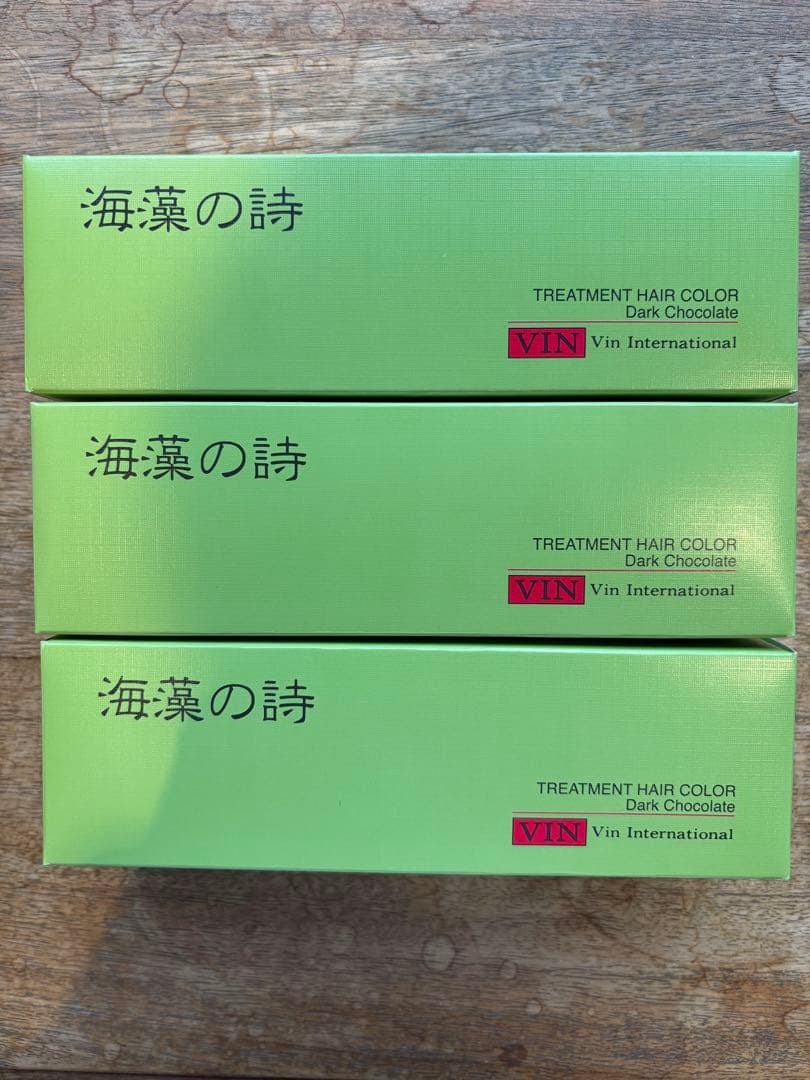 海藻の詩
TREATMENT HAIR COLOR
Dark Chocolate
VIN Vin International
海藻の詩
TREATMENT HAIR COLOR
Dark Chocolate
VIN Vin International
海藻の詩
TREATMENT HAIR COLOR
Dark Chocolate
VIN Vin International